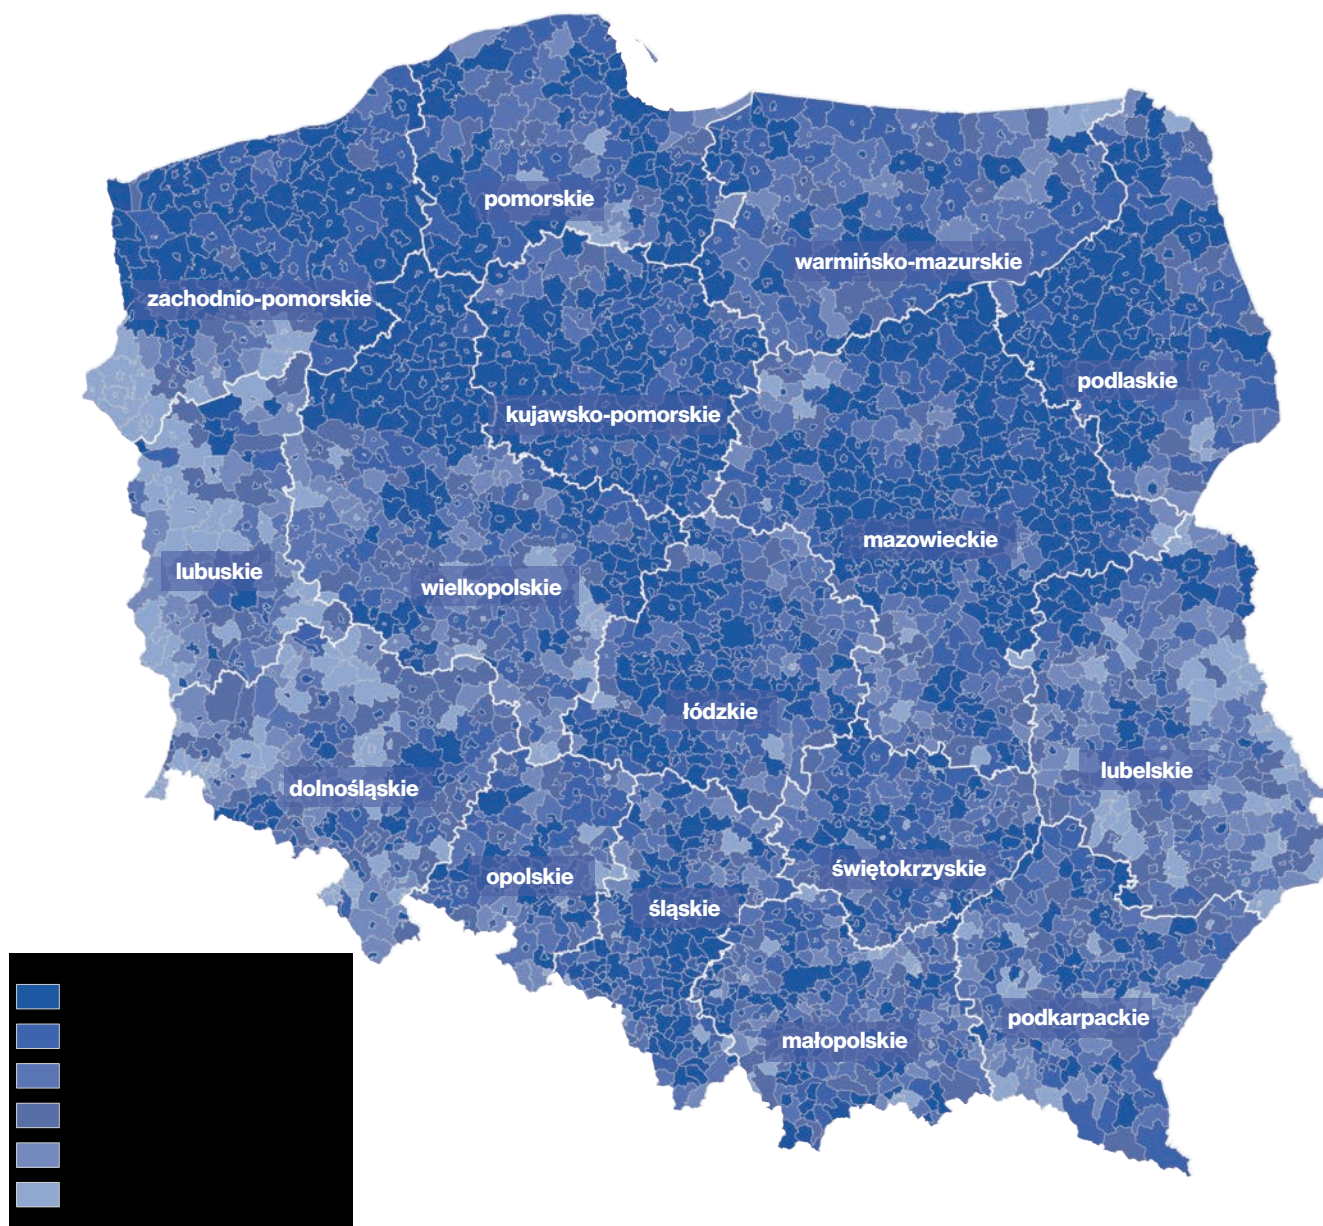 pomorskie
warmińsko-mazurskie
zachodnio-pomorskie
podlaskie
kujawsko-pomorskie
mazowieckie
lubuskie
wielkopolskie
łódzkie
lubelskie
dolnośląskie
świętokrzyskie
opolskie
śląskie
podkarpackie
małopolskie